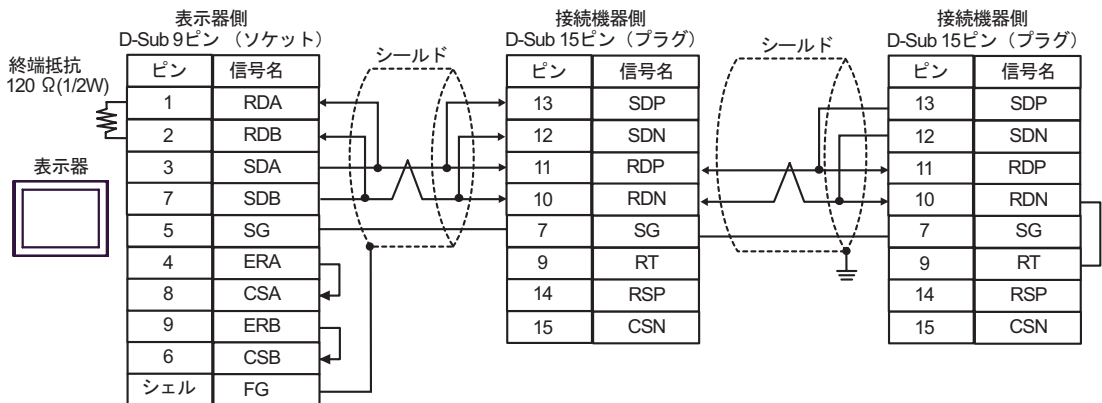 表示器側
D-Sub 9ピン （ソケット）
接続機器側
D-Sub 15ピン（プラグ）
接続機器側
D-Sub 15ピン（プラグ）
終端抵抗
120 Ω(1/2W)
表示器
シールド
シールド
ピン 信号名
1 RDA
2 RDB
3 SDA
7 SDB
5 SG
4 ERA
8 CSA
9 ERB
6 CSB
シェル FG
ピン 信号名
13 SDP
12 SDN
11 RDP
10 RDN
7 SG
9 RT
14 RSP
15 CSN
ピン 信号名
13 SDP
12 SDN
11 RDP
10 RDN
7 SG
9 RT
14 RSP
15 CSN